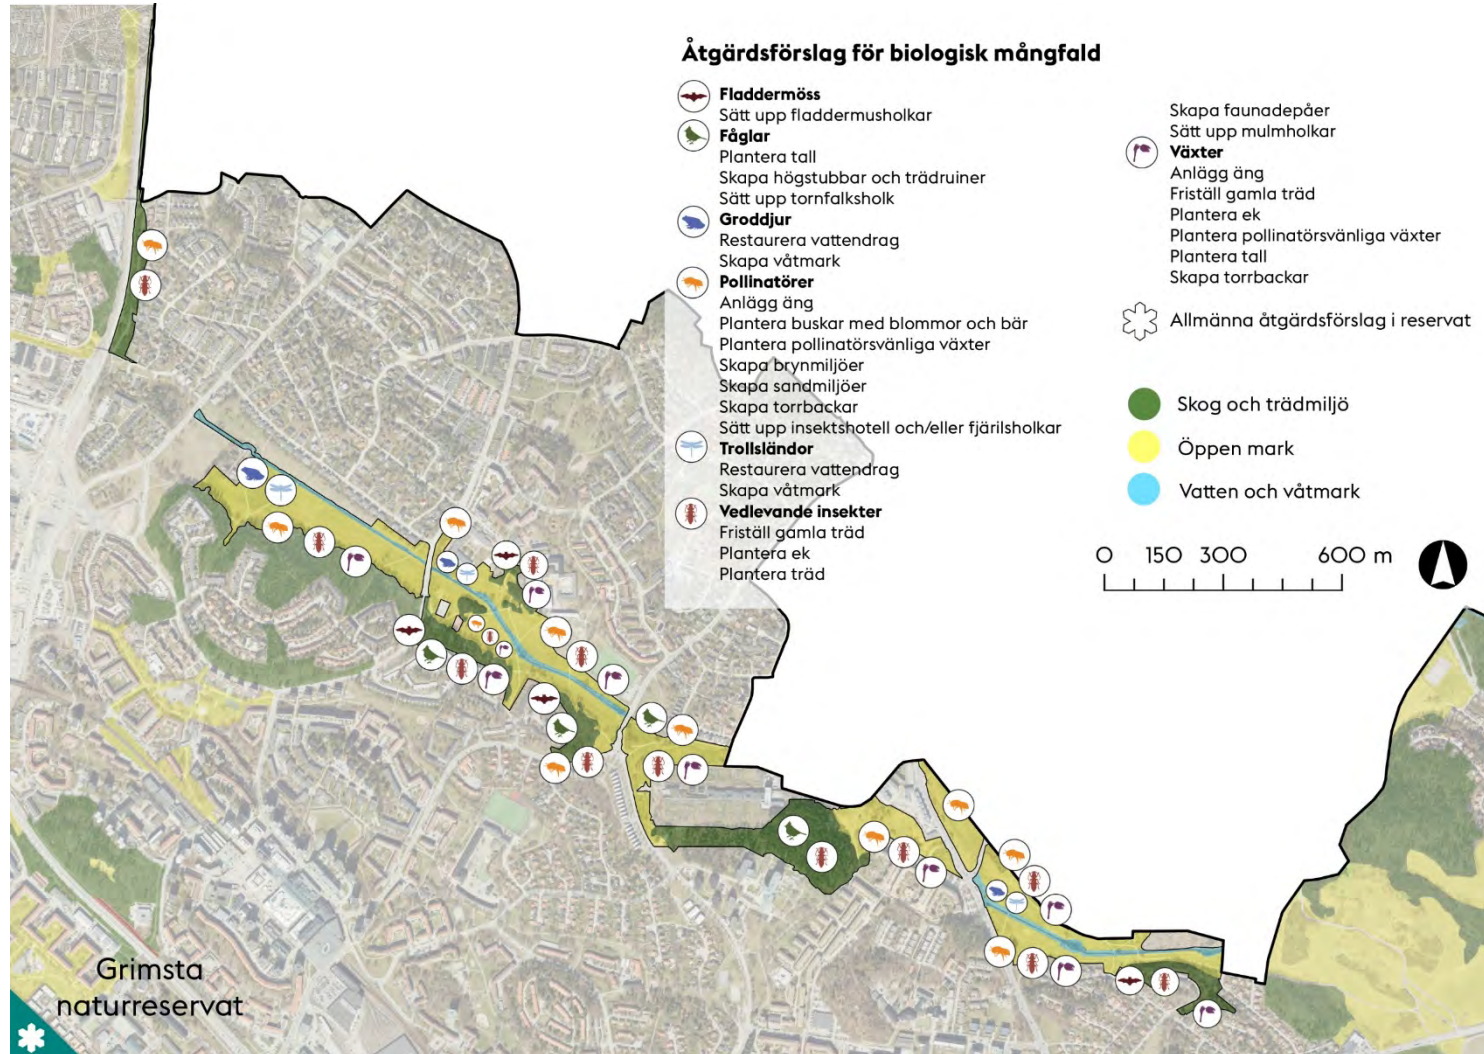 Åtgärdsförslag för biologisk mångfald
Fladdermöss
Sätt upp fladdermusholkar
Fåglar
Plantera tall
Skapa högstubbar och trädruiner
Sätt upp tornfalksholk
Groddjur
Restaurera vattendrag
Skapa våtmark
Pollinatörer
Anlägg äng
Plantera buskar med blommor och bär
Plantera pollinatörsvänliga växter
Skapa brynmiljöer
Skapa sandmiljöer
Skapa torrbackar
Sätt upp insektshotell och/eller fjärilsholkar
Trollsländor
Restaurera vattendrag
Skapa våtmark
Vedlevande insekter
Friställ gamla träd
Plantera ek
Plantera träd
Skapa faunadepåer
Sätt upp mulmholkar
Växter
Anlägg äng
Friställ gamla träd
Plantera ek
Plantera pollinatörsvänliga växter
Plantera tall
Skapa torrbackar
Allmänna åtgärdsförslag i reservat
Skog och trädmiljö
Öppen mark
Vatten och våtmark
0 150 300 600 m
Grimsta
naturreservat